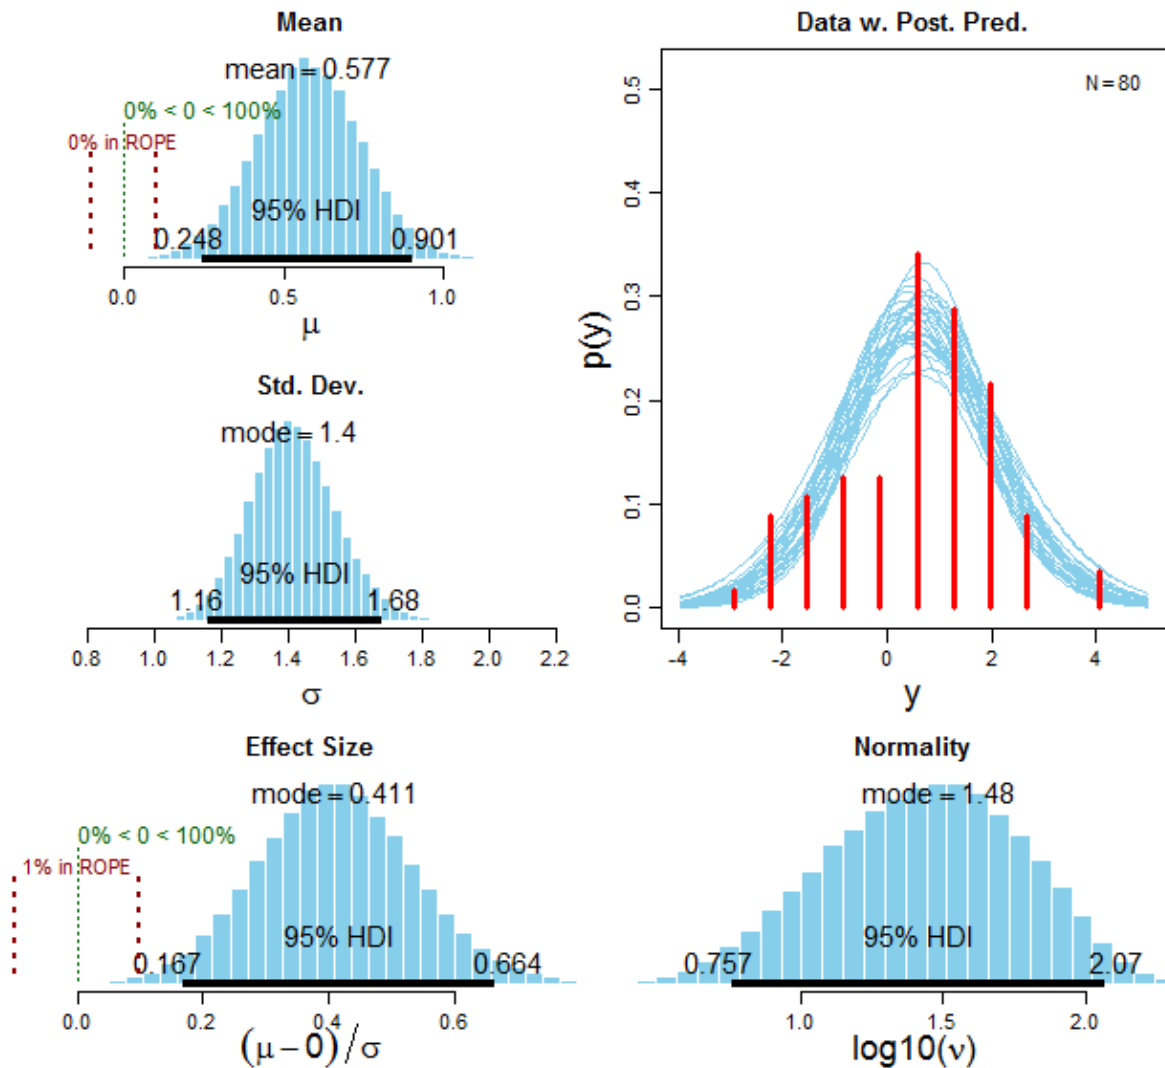 Mean
mean = 0.577
0% < 0 < 100%
0% in ROPE
95% HDI
0.248 0.901
0.0 0.5 1.0
μ
Data w. Post. Pred.
N = 80
0.5
0.4
0.3
0.2
0.1
0.0
p(y)
-4 -2 0 2 4
y
Std. Dev.
mode = 1.4
95% HDI
1.16 1.68
0.8 1.0 1.2 1.4 1.6 1.8 2.0 2.2
σ
Effect Size
mode = 0.411
0% < 0 < 100%
1% in ROPE
95% HDI
0.167 0.664
0.0 0.2 0.4 0.6
(μ − 0)/σ
Normality
mode = 1.48
95% HDI
0.757 2.07
1.0 1.5 2.0
log10(ν)